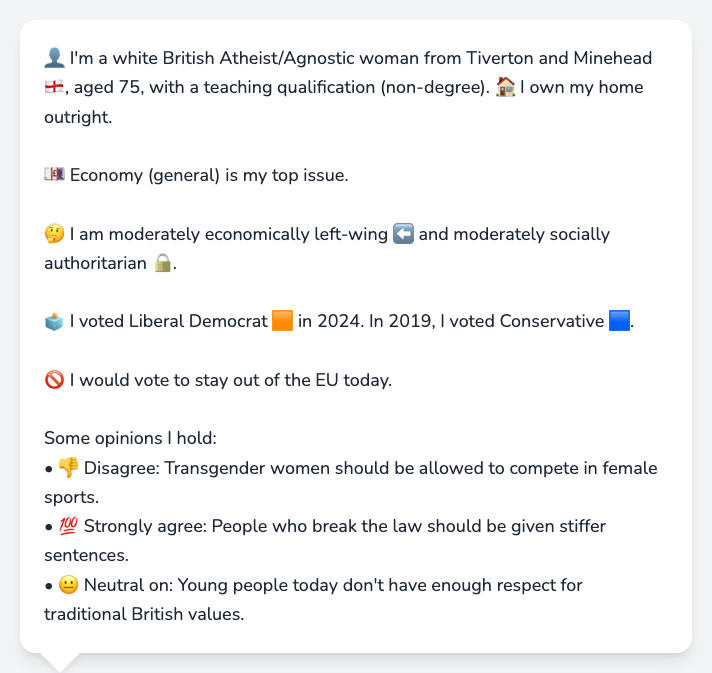 👤 I'm a white British Atheist/Agnostic woman from Tiverton and Minehead
🏴󠁧󠁢󠁥󠁮󠁧󠁿, aged 75, with a teaching qualification (non-degree). 🏠 I own my home
outright.
💷 Economy (general) is my top issue.
🤔 I am moderately economically left-wing ⬅️ and moderately socially
authoritarian 🔒.
🗳️ I voted Liberal Democrat 🟧 in 2024. In 2019, I voted Conservative 🟦.
🚫 I would vote to stay out of the EU today.
Some opinions I hold:
• 👎 Disagree: Transgender women should be allowed to compete in female
sports.
• 💯 Strongly agree: People who break the law should be given stiffer
sentences.
• 😐 Neutral on: Young people today don't have enough respect for
traditional British values.